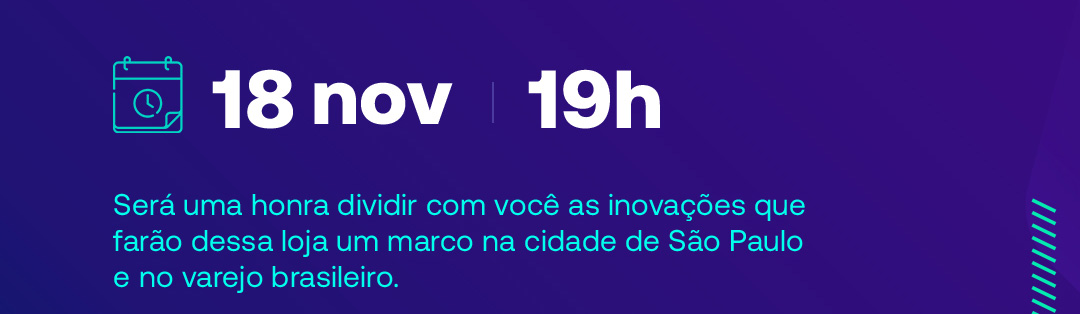 18 nov | 19h
Será uma honra dividir com você as inovações que
farão dessa loja um marco na cidade de São Paulo
e no varejo brasileiro.